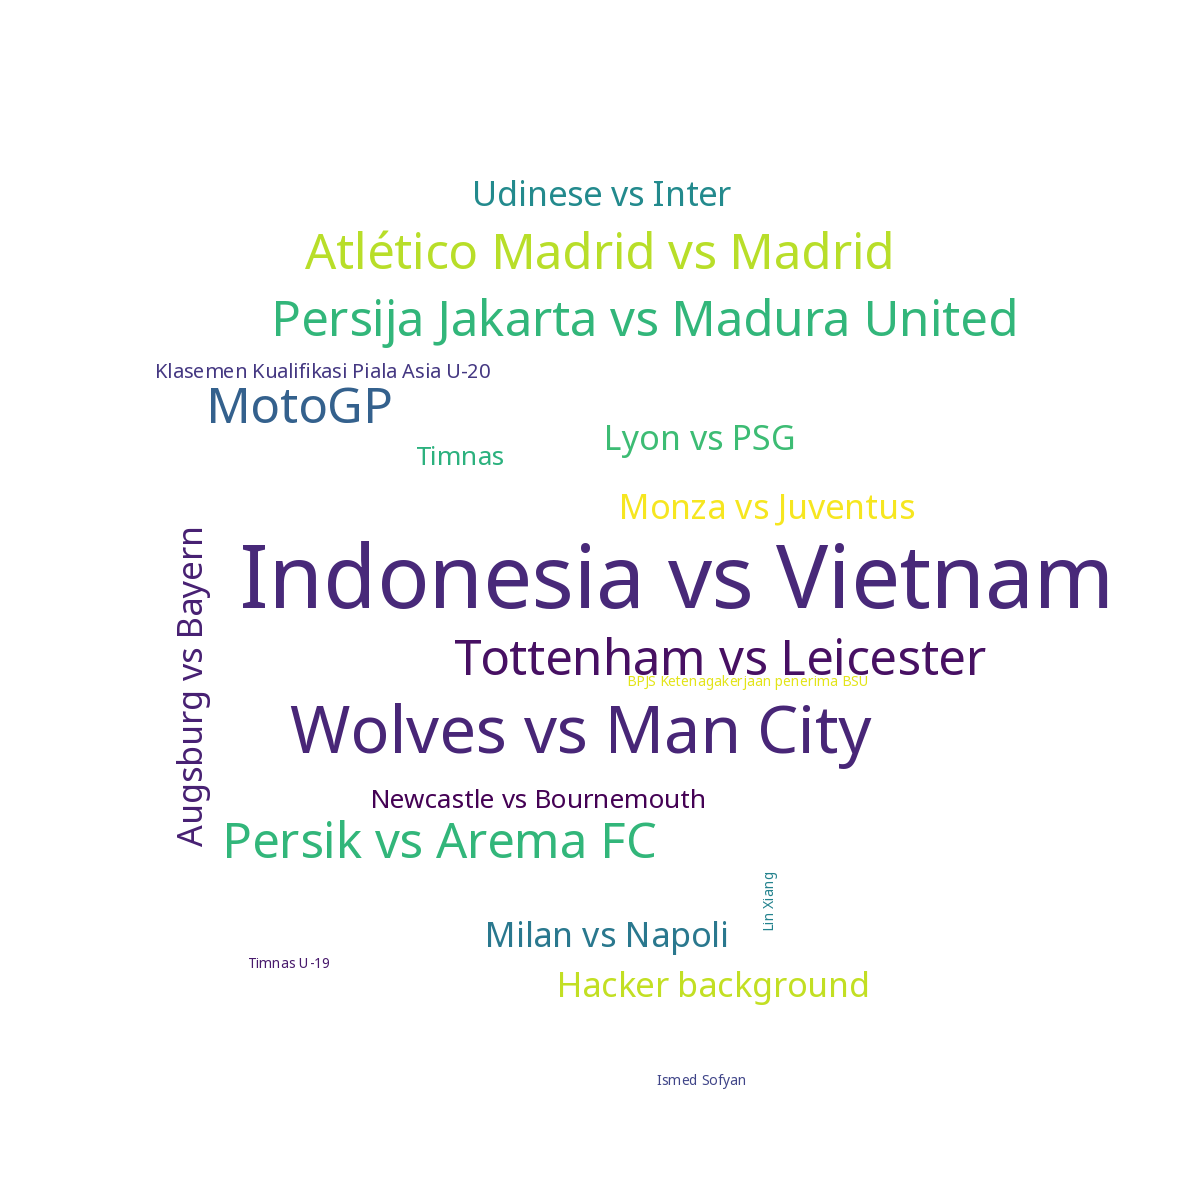 Udinese vs Inter
Atlético Madrid vs Madrid
Persija Jakarta vs Madura United
Klasemen Kualifikasi Piala Asia U-20
MotoGP
Lyon vs PSG
Timnas
Monza vs Juventus
Indonesia vs Vietnam
Augsburg vs Bayern
Tottenham vs Leicester
BPJS Ketenagakerjaan penerima BSU
Wolves vs Man City
Newcastle vs Bournemouth
Persik vs Arema FC
Lin Xiang
Milan vs Napoli
Timnas U-19
Hacker background
Ismed Sofyan